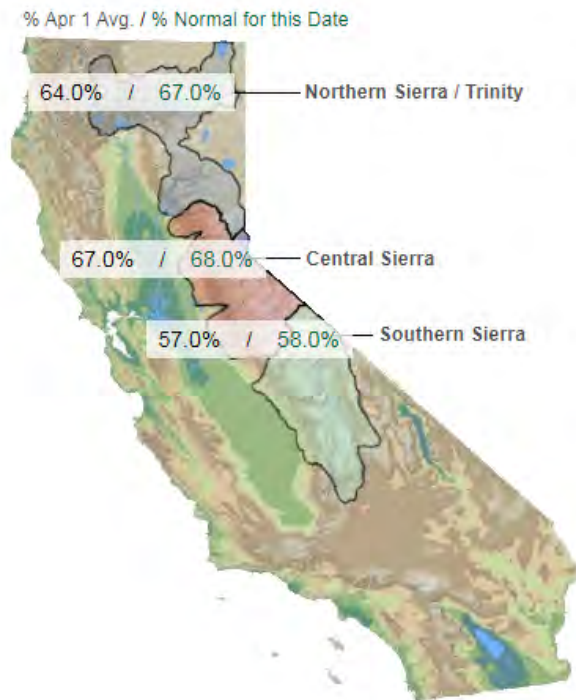 % Apr 1 Avg. / % Normal for this Date
64.0% / 67.0% Northern Sierra / Trinity
67.0% / 68.0% Central Sierra
57.0% / 58.0% Southern Sierra